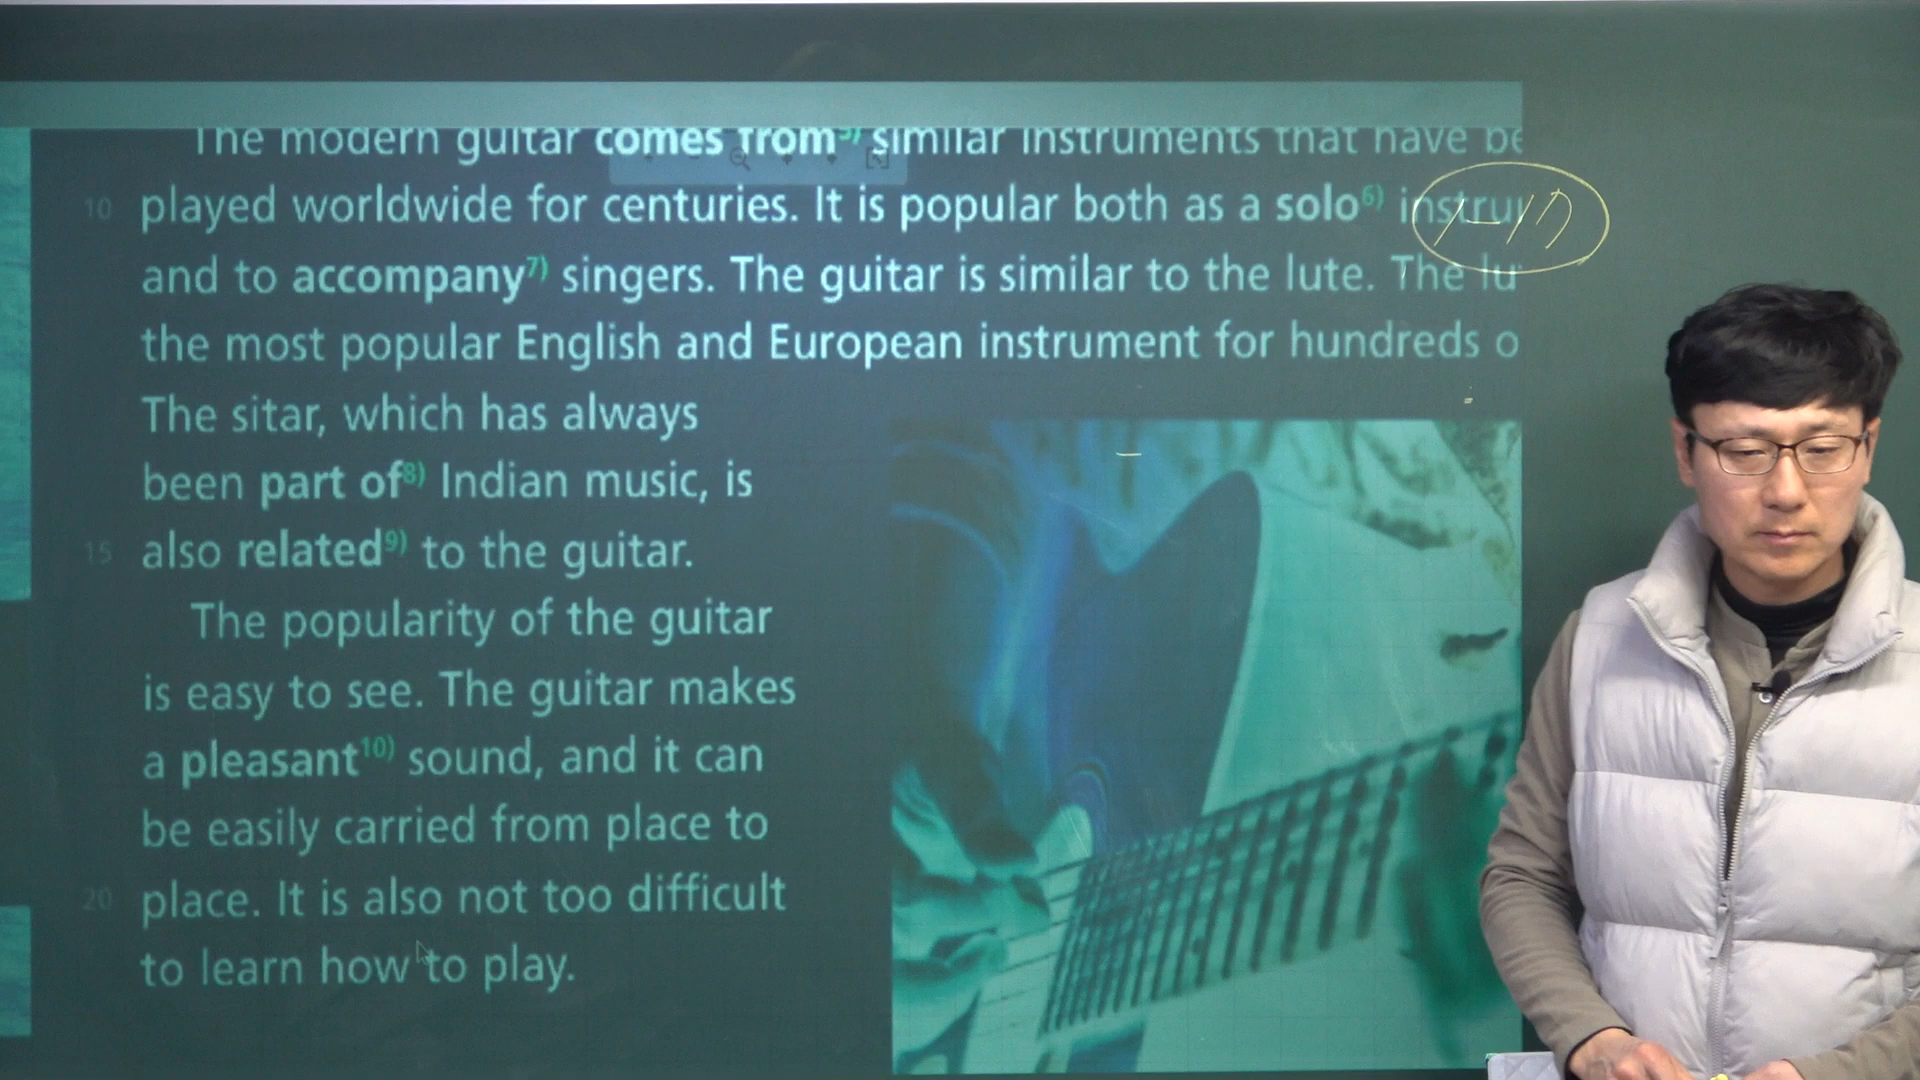 The modern guitar comes from5) similar instruments that have
10 played worldwide for centuries. It is popular both as a solo6)
and to accompany7) singers. The guitar is similar to the lute. The
the most popular English and European instrument for hundreds
The sitar, which has always
been part of8) Indian music, is
15 also related9) to the guitar.
The popularity of the guitar
is easy to see. The guitar makes
a pleasant10) sound, and it can
be easily carried from place to
20 place. It is also not too difficult
to learn how to play.